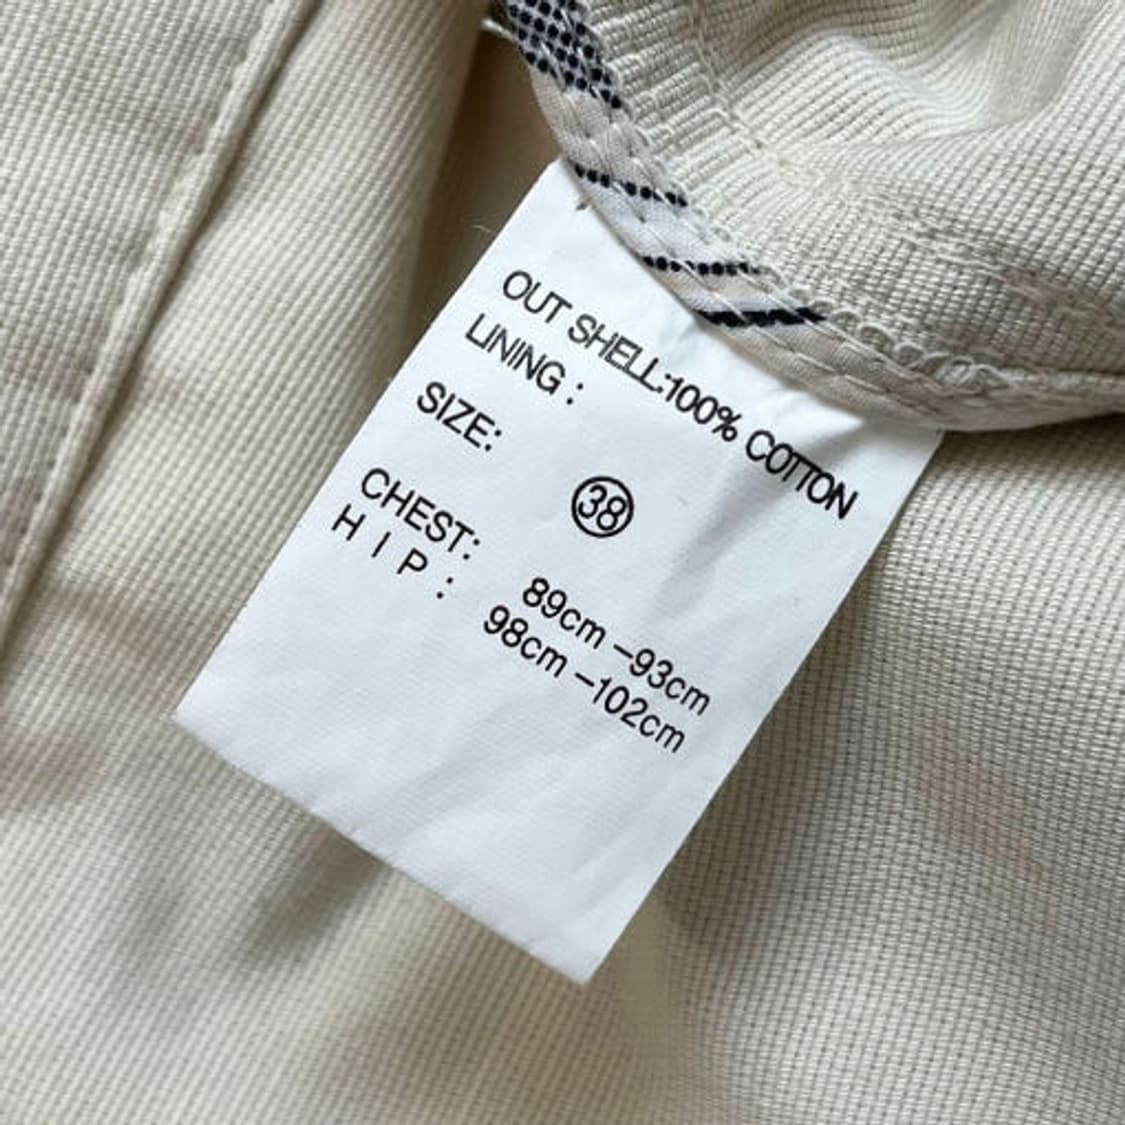 OUT SHELL:100% COTTON
LINING :
SIZE: 38
CHEST: 89cm –93cm
H I P : 98cm –102cm